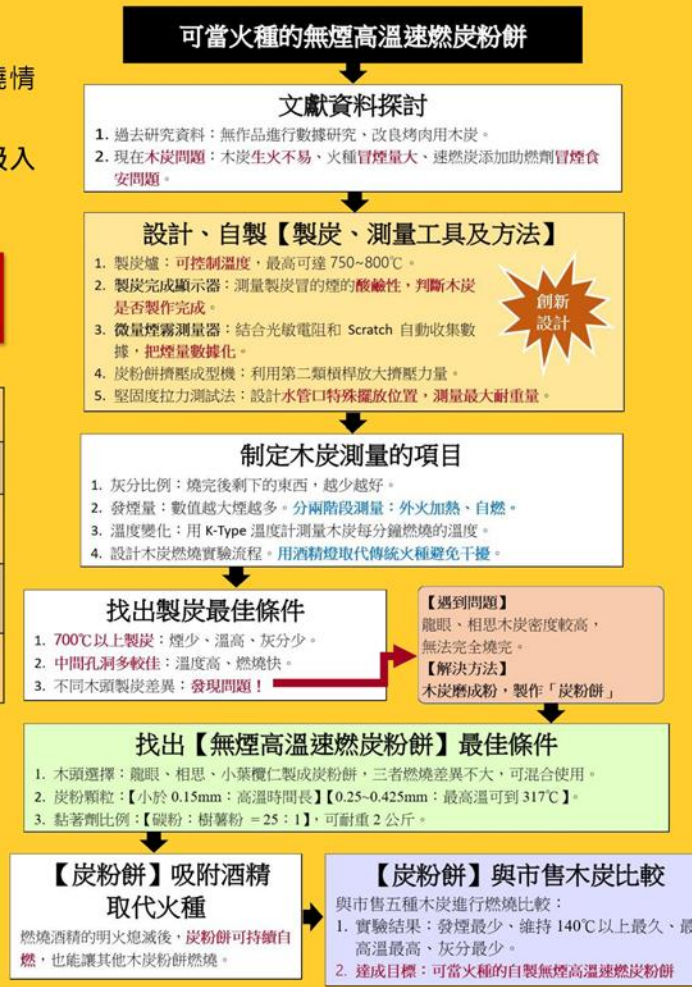 可當火種的無煙高溫速燃炭粉餅
燒情
吸入
文獻資料探討
1. 過去研究資料：無作品進行數據研究、改良烤肉用木炭。
2. 現在木炭問題：木炭生火不易、火種冒煙量大、速燃炭添加助燃劑冒煙食
安問題。
設計、自製【製炭、測量工具及方法】
1. 製炭爐：可控制溫度，最高可達 750~800℃。
2. 製炭完成顯示器：測量製炭冒的煙的酸鹼性，判斷木炭
是否製作完成。
3. 微量煙霧測量器：結合光敏電阻和 Scratch 自動收集數
據，把煙量數據化。
4. 炭粉餅擠壓成型機：利用第二類槓桿放大擠壓力量。
5. 堅固度拉力測試法：設計水管口特殊擺放位置，測量最大耐重量。
創新
設計
制定木炭測量的項目
1. 灰分比例：燒完後剩下的東西，越少越好。
2. 發煙量：數值越大煙越多。分兩階段測量：外火加熱、自燃。
3. 溫度變化：用 K-Type 溫度計測量木炭每分鐘燃燒的溫度。
4. 設計木炭燃燒實驗流程。用酒精燈取代傳統火種避免干擾。
找出製炭最佳條件
1. 700℃以上製炭：煙少、溫高、灰分少。
2. 中間孔洞多較佳：溫度高、燃燒快。
3. 不同木頭製炭差異：發現問題！
【遇到問題】
龍眼、相思木炭密度較高，
無法完全燒完。
【解決方法】
木炭磨成粉，製作「炭粉餅」
找出【無煙高溫速燃炭粉餅】最佳條件
1. 木頭選擇：龍眼、相思、小葉欖仁製成炭粉餅，三者燃燒差異不大，可混合使用。
2. 炭粉顆粒：【小於 0.15mm：高溫時間長】【0.25~0.425mm：最高溫可到 317℃】。
3. 黏著劑比例：【碳粉：樹薯粉 = 25：1】，可耐重 2 公斤。
【炭粉餅】吸附酒精
取代火種
燃燒酒精的明火熄滅後，炭粉餅可持續自
燃，也能讓其他木炭粉餅燃燒。
【炭粉餅】與市售木炭比較
與市售五種木炭進行燃燒比較：
1. 實驗結果：發煙最少、維持 140℃以上最久、最
高溫最高、灰分最少。
2. 達成目標：可當火種的自製無煙高溫速燃炭粉餅